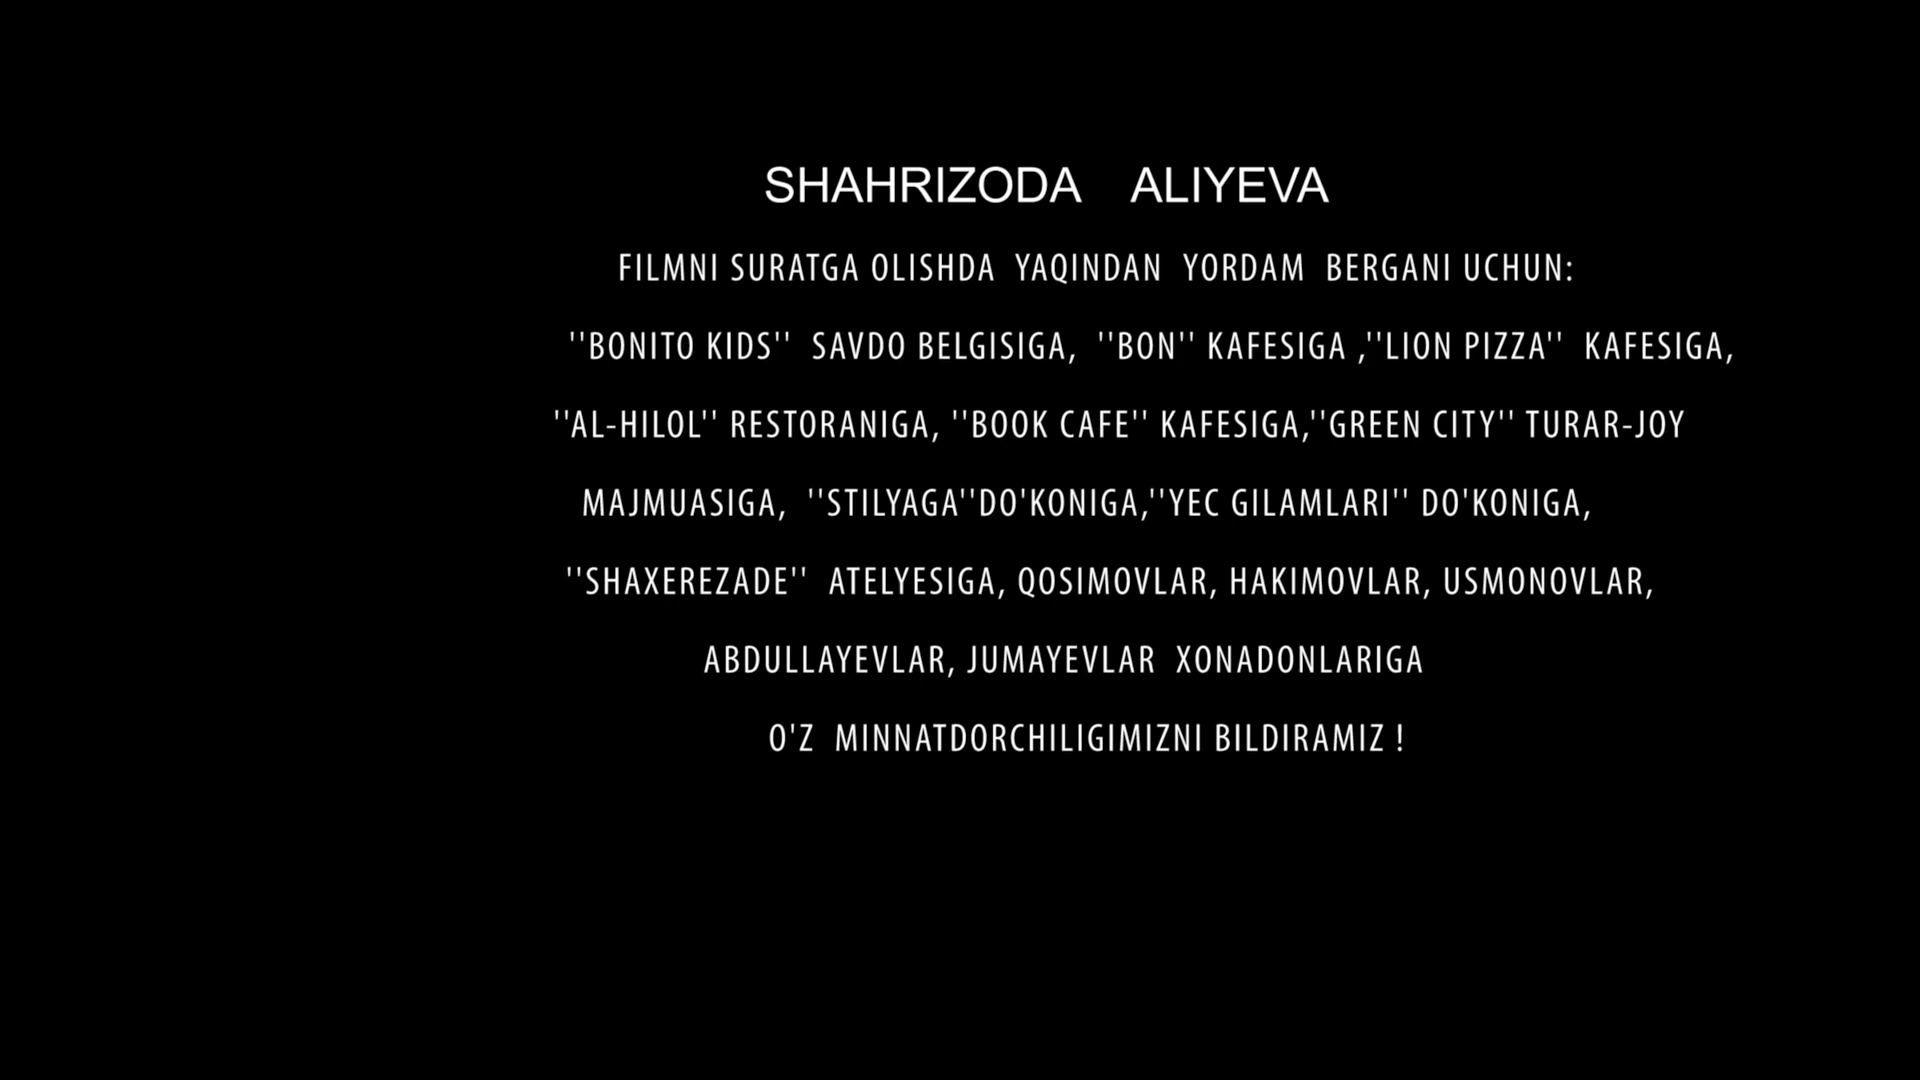 SHAHRIZODA ALIYEVA
FILMNI SURATGA OLISHDA YAQINDAN YORDAM BERGANI UCHUN:
''BONITO KIDS'' SAVDO BELGISIGA, ''BON'' KAFESIGA ,''LION PIZZA'' KAFESIGA,
''AL-HILOL'' RESTORANIGA, ''BOOK CAFE'' KAFESIGA,''GREEN CITY'' TURAR-JOY
MAJMUASIGA, ''STILYAGA''DO'KONIGA,''YEC GILAMLARI'' DO'KONIGA,
''SHAXEREZADE'' ATELYESIGA, QOSIMOVLAR, HAKIMOVLAR, USMONOVLAR,
ABDULLAYEVLAR, JUMAYEVLAR XONADONLARIGA
O'Z MINNATDORCHILIGIMIZNI BILDIRAMIZ !